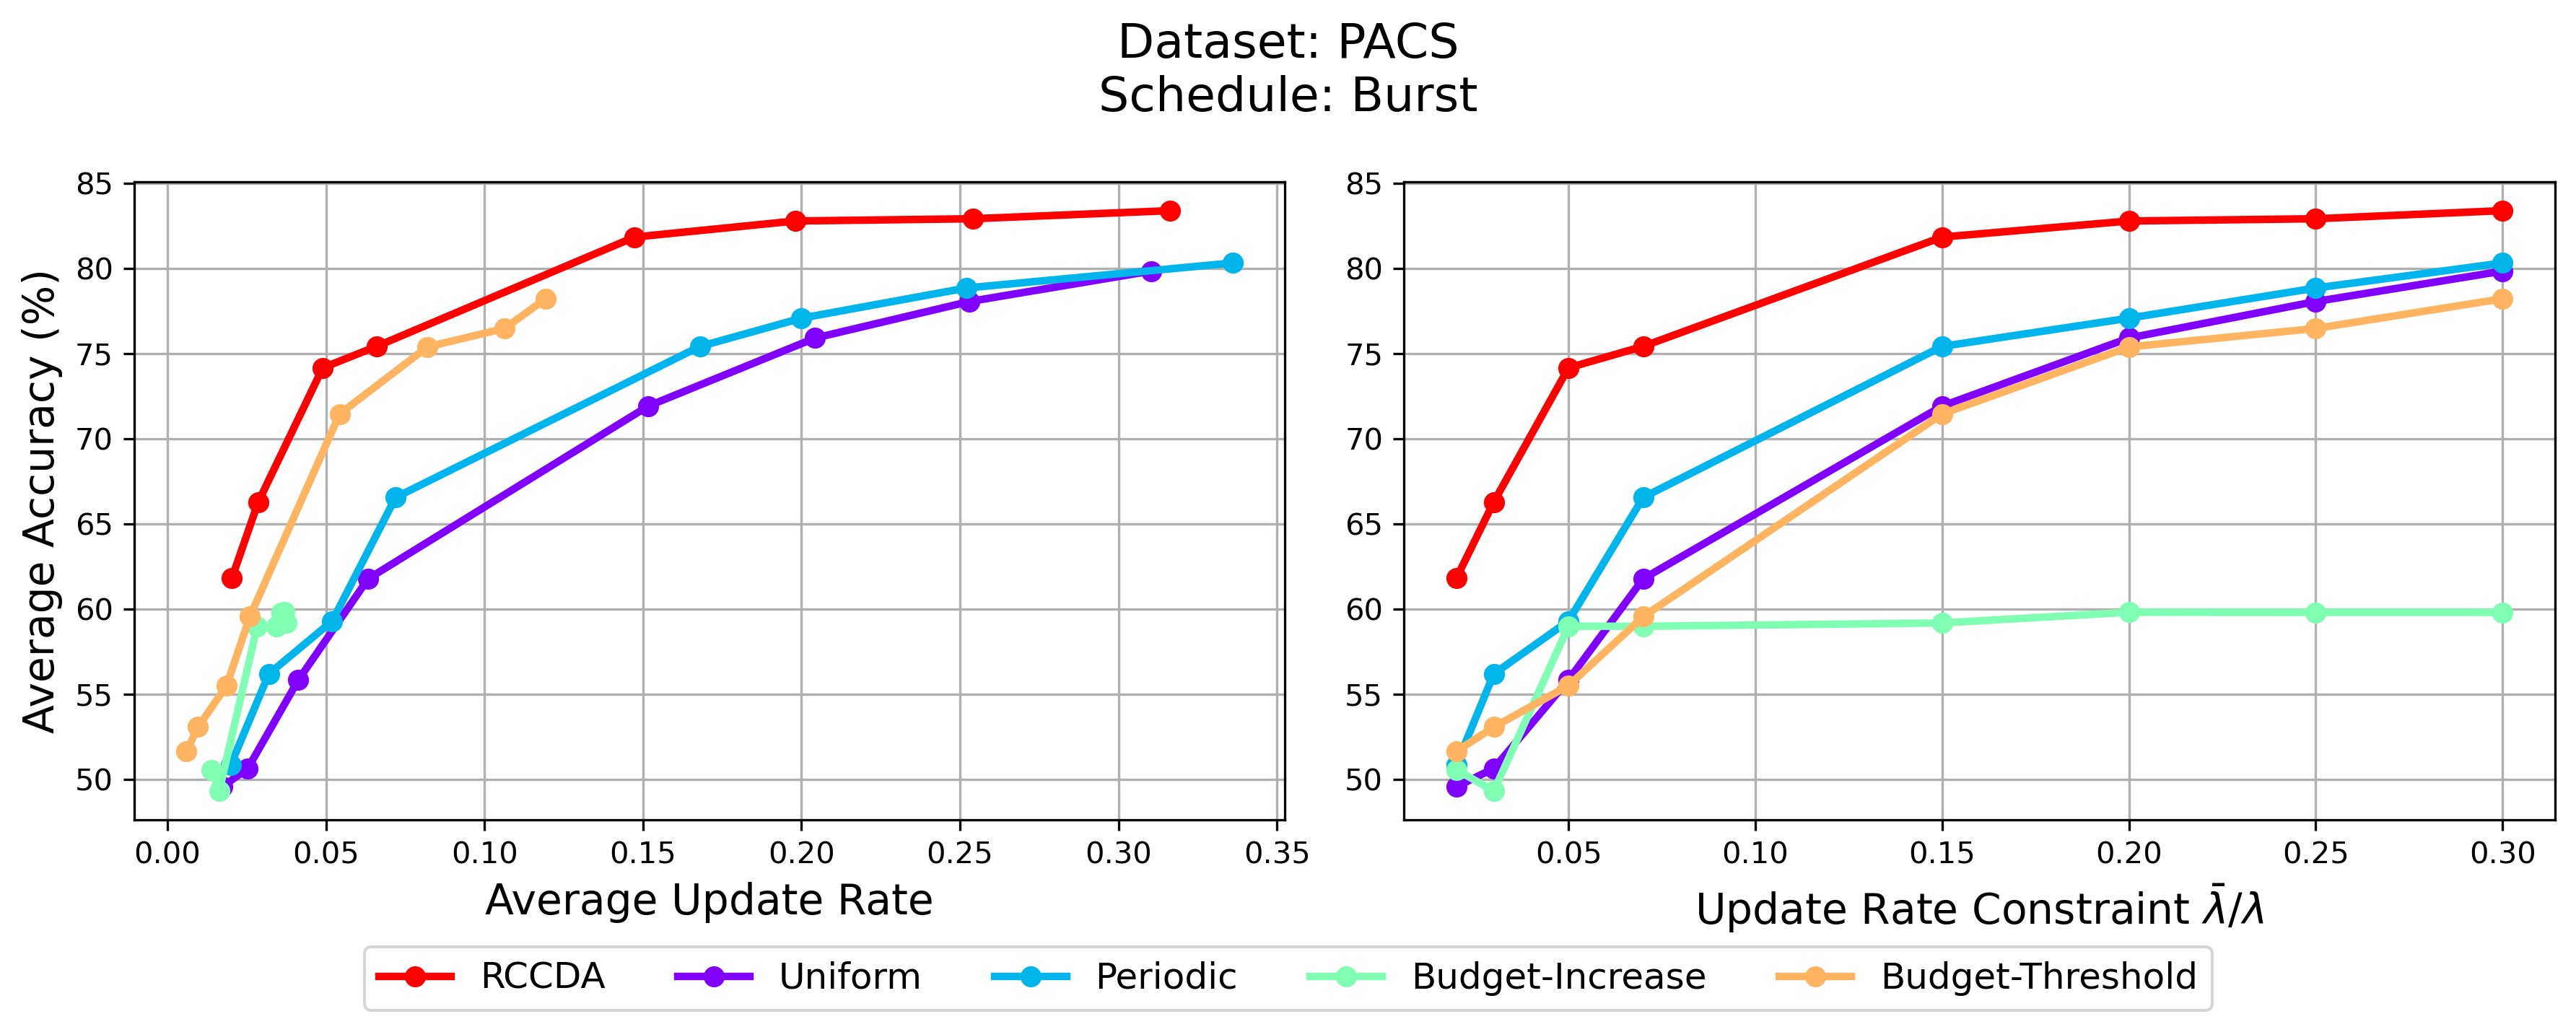 Dataset: PACS
Schedule: Burst
Average Accuracy (%)
85
80
75
70
65
60
55
50
0.00 0.05 0.10 0.15 0.20 0.25 0.30 0.35
Average Update Rate
85
80
75
70
65
60
55
50
0.05 0.10 0.15 0.20 0.25 0.30
Update Rate Constraint λ̄/λ
RCCDA Uniform Periodic Budget-Increase Budget-Threshold